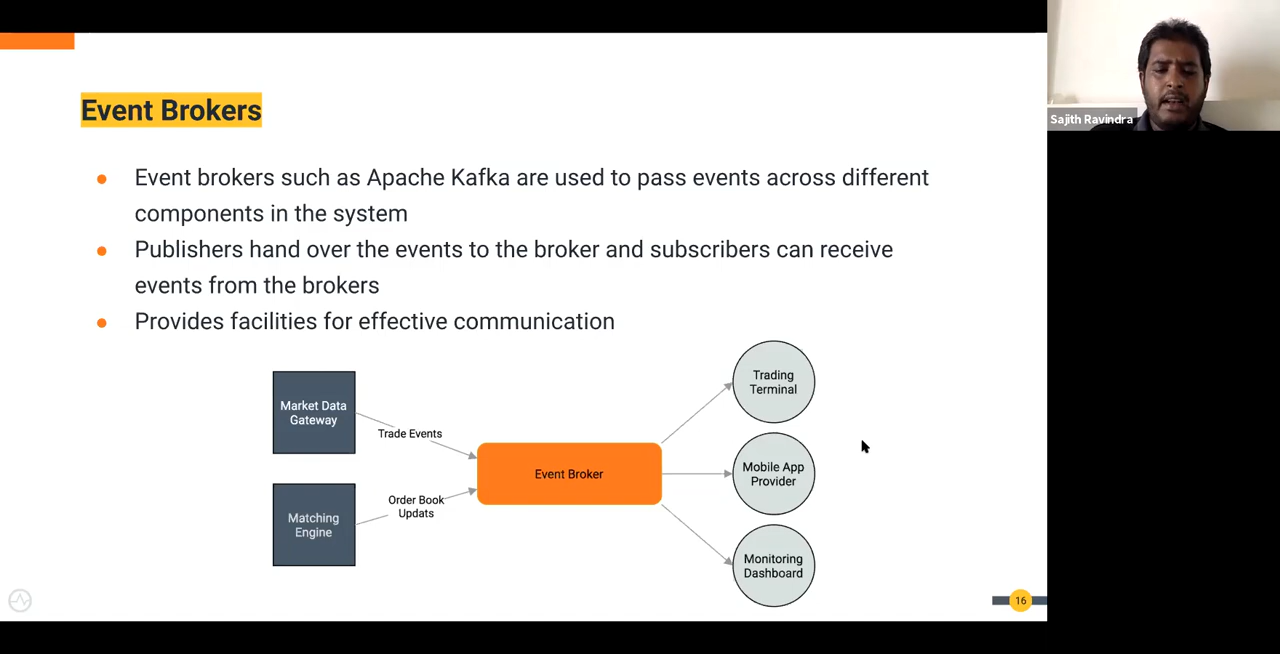 Event Brokers
Sajith Ravindra
Event brokers such as Apache Kafka are used to pass events across different
components in the system
Publishers hand over the events to the broker and subscribers can receive
events from the brokers
Provides facilities for effective communication
Market Data
Gateway
Trade Events
Matching
Engine
Order Book
Updats
Event Broker
Trading
Terminal
Mobile App
Provider
Monitoring
Dashboard
16